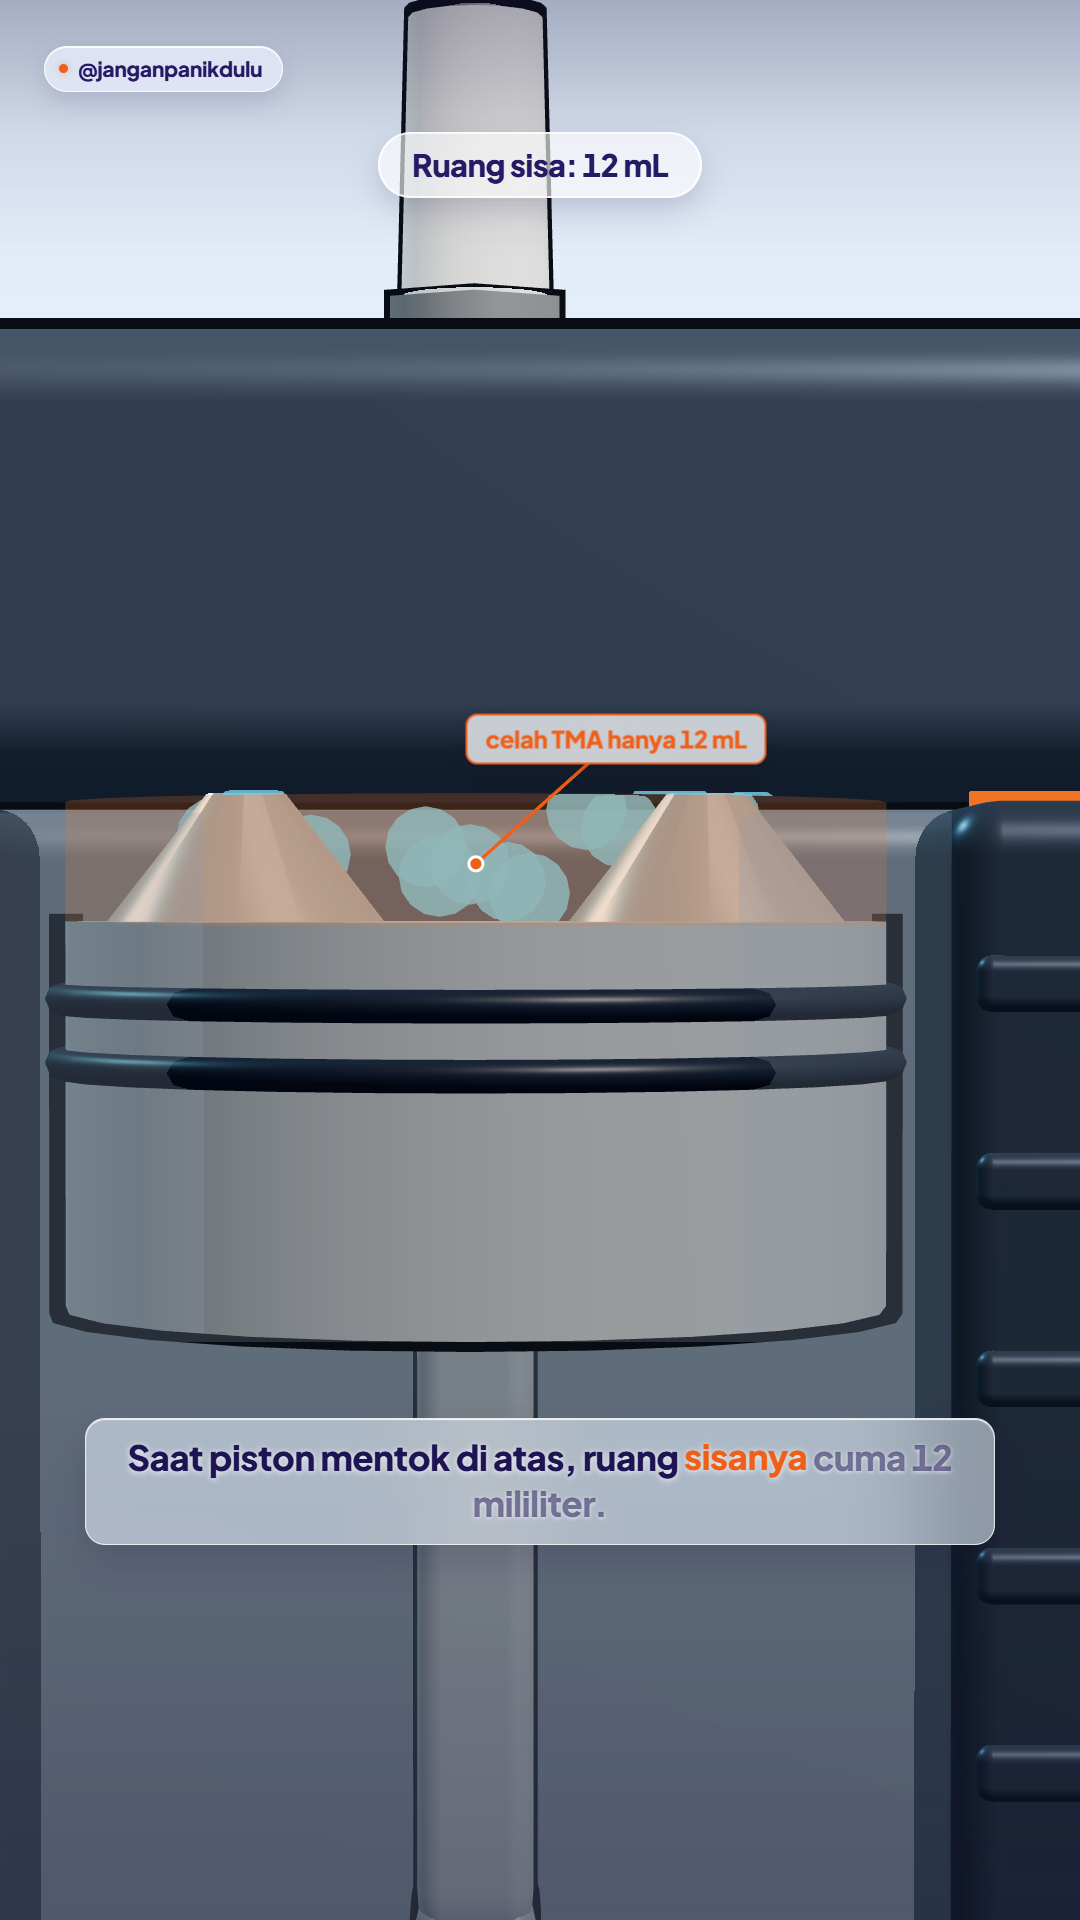 @janganpanikdulu
Ruang sisa: 12 mL
celah TMA hanya 12 mL
Saat piston mentok di atas, ruang sisanya cuma 12
mililiter.